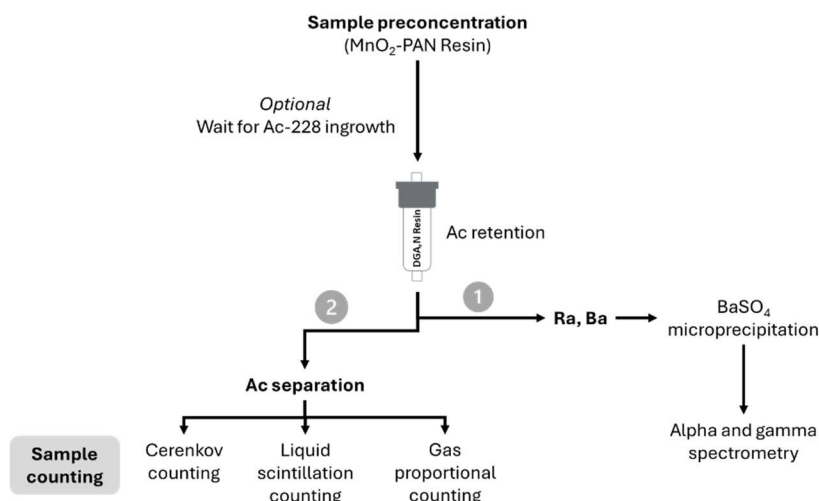 Sample preconcentration
(MnO₂-PAN Resin)
Optional
Wait for Ac-228 ingrowth
DGA,N Resin
Ac retention
2
1
Ra, Ba
BaSO₄
microprecipitation
Ac separation
Sample
counting
Cerenkov
counting
Liquid
scintillation
counting
Gas
proportional
counting
Alpha and gamma
spectrometry